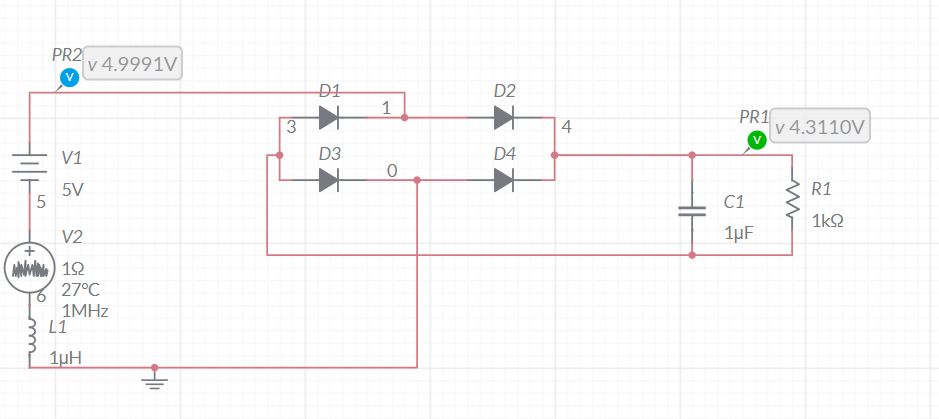 PR2 v 4.9991V
V
D1
D2
1
3
4
PR1 v 4.3110V
V
D3
D4
0
V1
5V
5
C1
1µF
R1
1kΩ
V2
1Ω
27°C
1MHz
6
L1
1µH